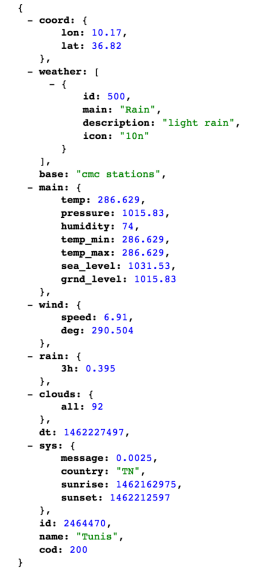 {
- coord: {
lon: 10.17,
lat: 36.82
},
- weather: [
- {
id: 500,
main: "Rain",
description: "light rain",
icon: "10n"
}
],
base: "cmc stations",
- main: {
temp: 286.629,
pressure: 1015.83,
humidity: 74,
temp_min: 286.629,
temp_max: 286.629,
sea_level: 1031.53,
grnd_level: 1015.83
},
- wind: {
speed: 6.91,
deg: 290.504
},
- rain: {
3h: 0.395
},
- clouds: {
all: 92
},
dt: 1462227497,
- sys: {
message: 0.0025,
country: "TN",
sunrise: 1462162975,
sunset: 1462212597
},
id: 2464470,
name: "Tunis",
cod: 200
}